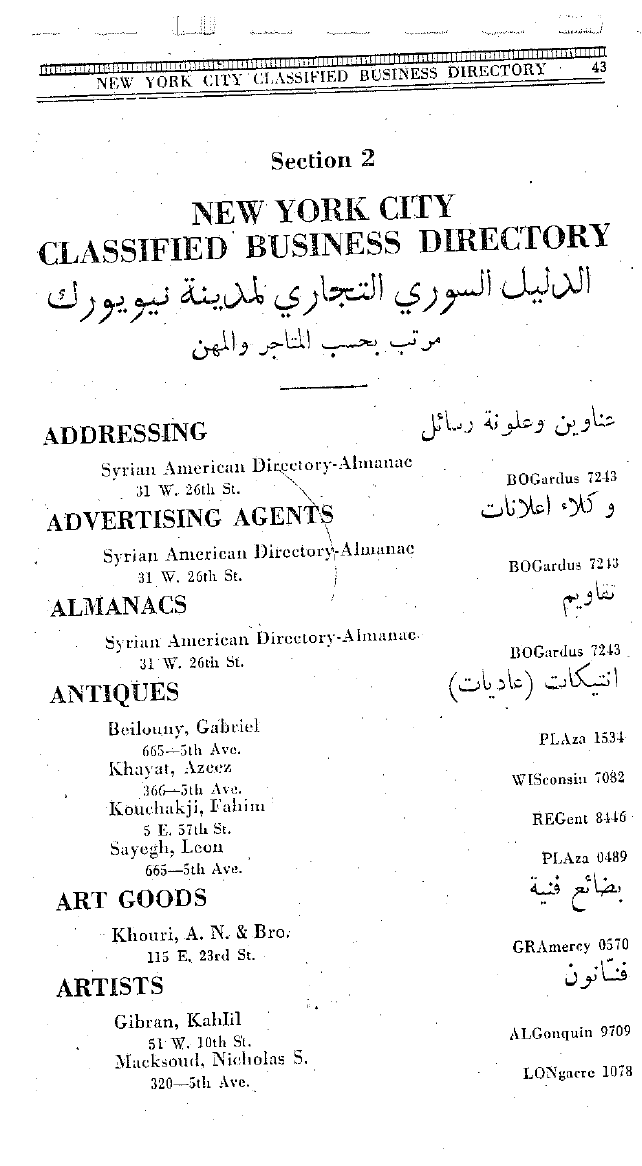 NEW YORK CITY CLASSIFIED BUSINESS DIRECTORY 43
Section 2
NEW YORK CITY
CLASSIFIED BUSINESS DIRECTORY
الدليل السوري التجاري لمدينة نيويورك
مرتب بحسب المتاجر والمهن
ADDRESSING عناوين وعلونة رسائل
Syrian American Directory-Almanac
31 W. 26th St. BOGardus 7243
ADVERTISING AGENTS وكلاء اعلانات
Syrian American Directory-Almanac
31 W. 26th St. BOGardus 7243
ALMANACS تقاويم
Syrian American Directory-Almanac
31 W. 26th St. BOGardus 7243
ANTIQUES انتيكات (عاديات)
Beilouny, Gabriel
665—5th Ave. PLAza 1534
Khayat, Azeez
366—5th Ave. WISconsin 7082
Kouchakji, Fahim
5 E. 57th St. REGent 8446
Sayegh, Leon
665—5th Ave. PLAza 0489
ART GOODS بضائع فنية
Khouri, A. N. & Bro.
115 E. 23rd St. GRAmercy 0570
ARTISTS فنّانون
Gibran, Kahlil
51 W. 10th St. ALGonquin 9709
Macksoud, Nicholas S.
320—5th Ave. LONgacre 1078